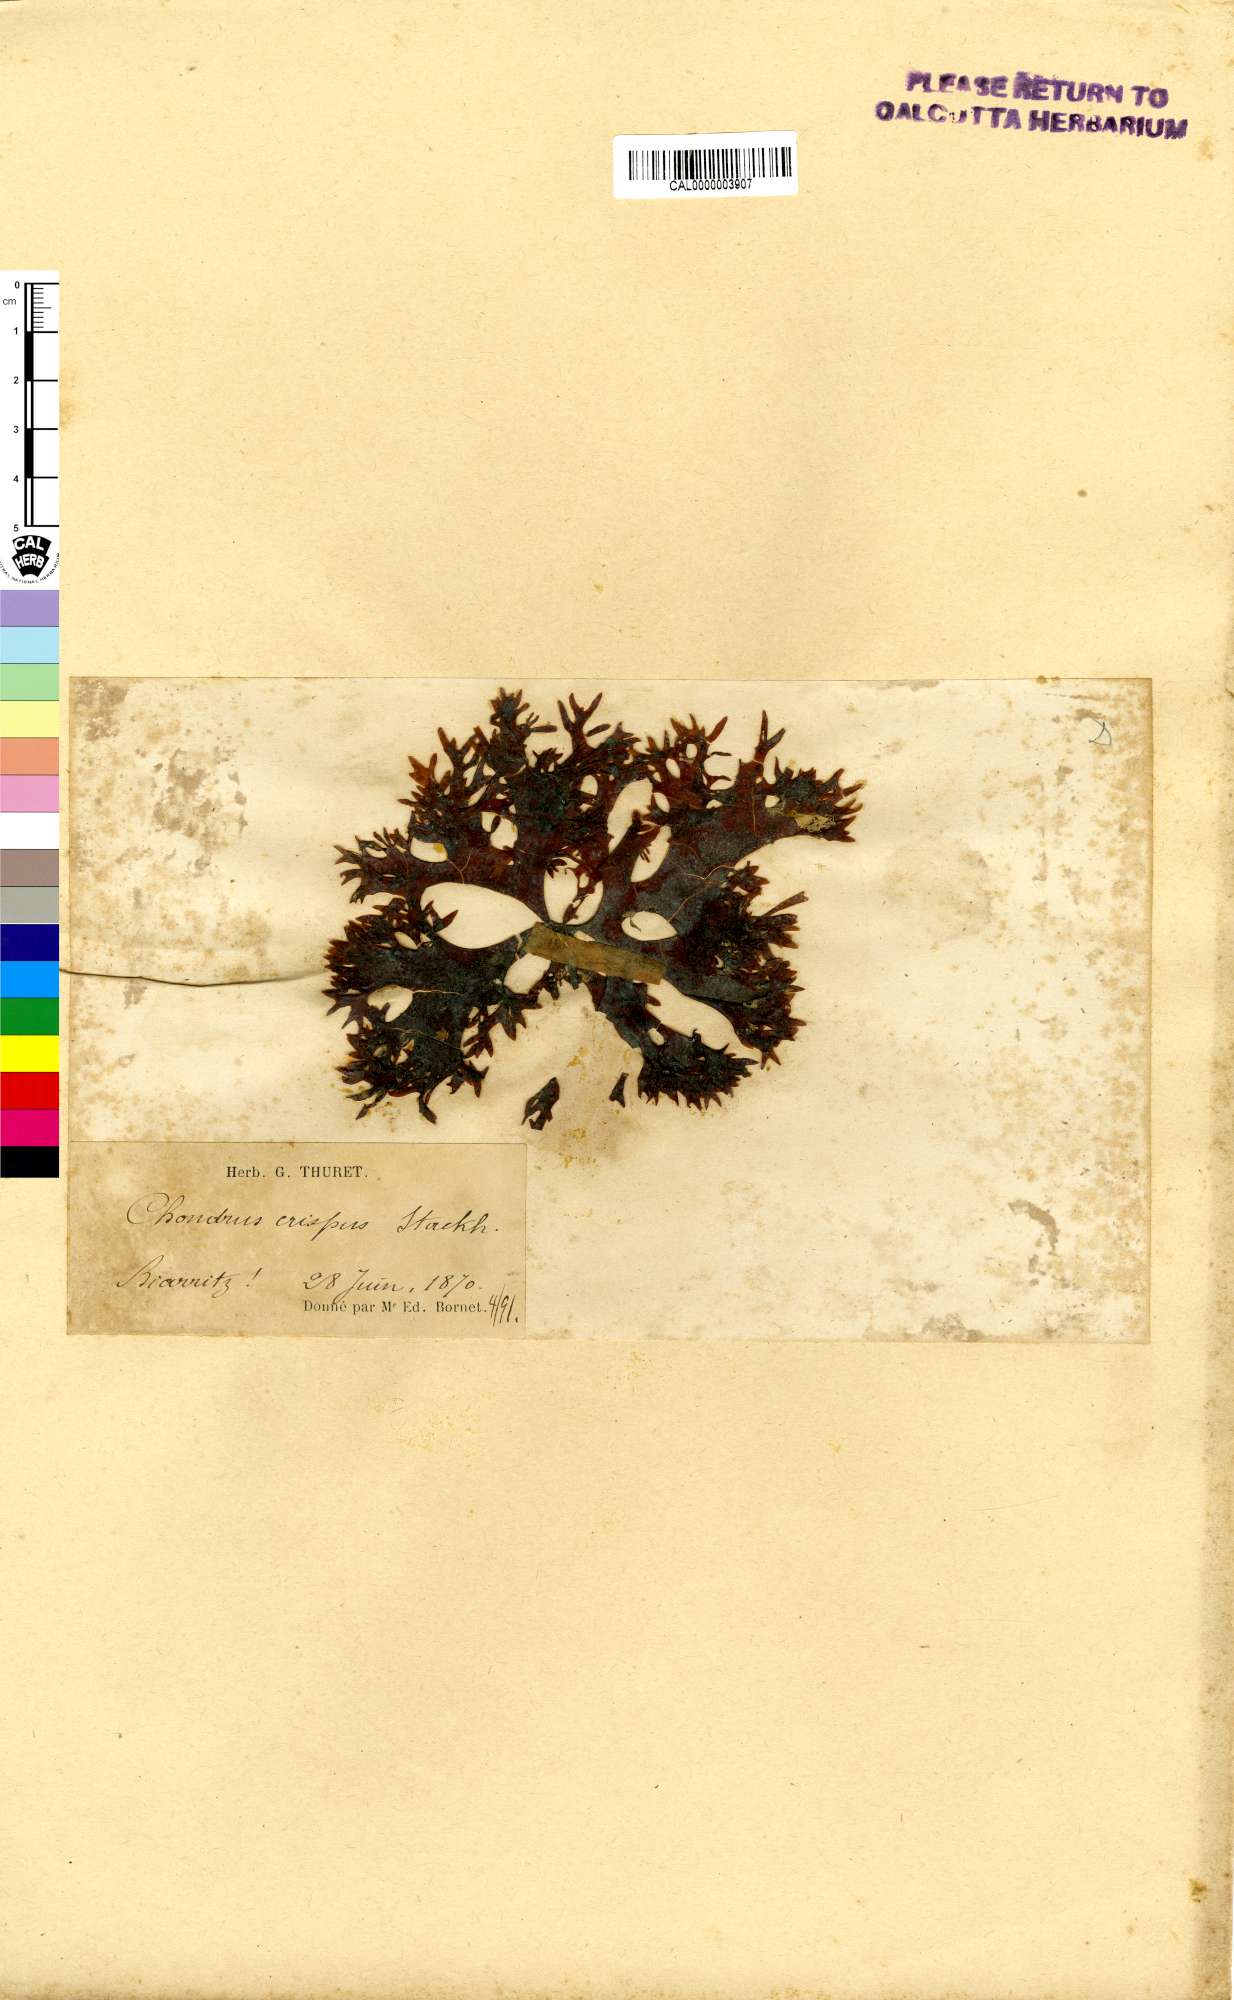 PLEASE RETURN TO
CALCUTTA HERBARIUM
CAL0000003907
0
cm
1
2
3
4
5
CAL
HERB
Herb. G. THURET.
Chondrus crispus Stackh.
Biarritz ! 28 Juin, 1870.
Donné par Mr Ed. Bornet. 4/91.